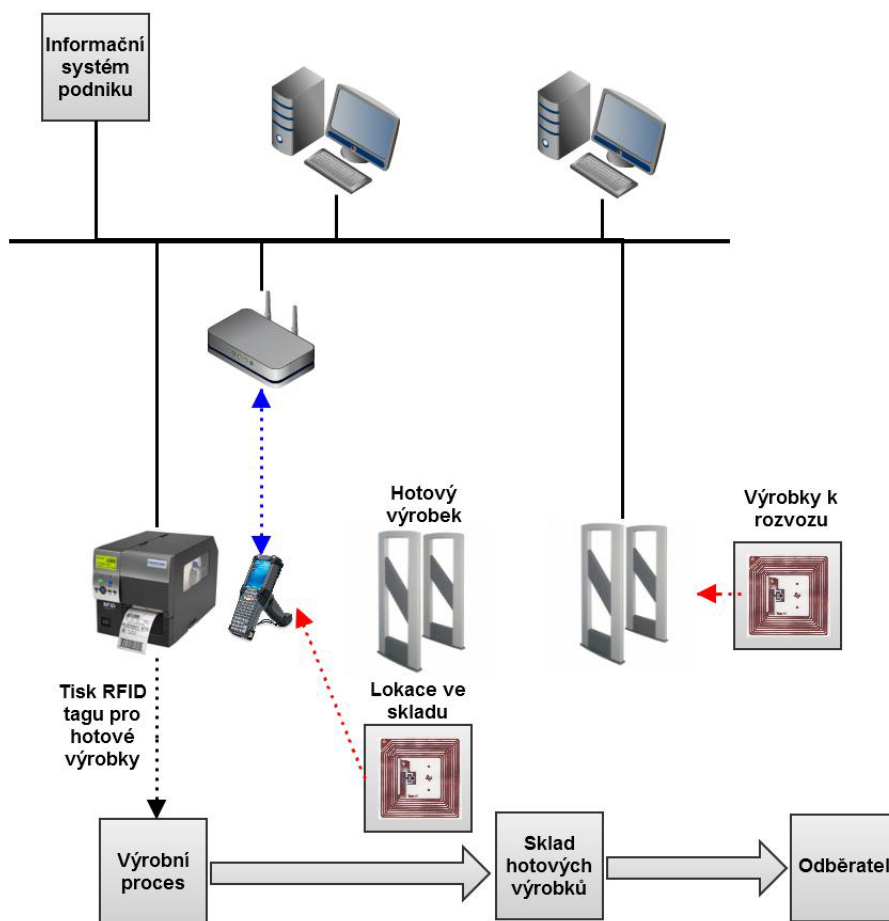 Informační
systém
podniku
Hotový
výrobek
Výrobky k
rozvozu
Tisk RFID
tagu pro
hotové
výrobky
Lokace ve
skladu
Výrobní
proces
Sklad
hotových
výrobků
Odběratel